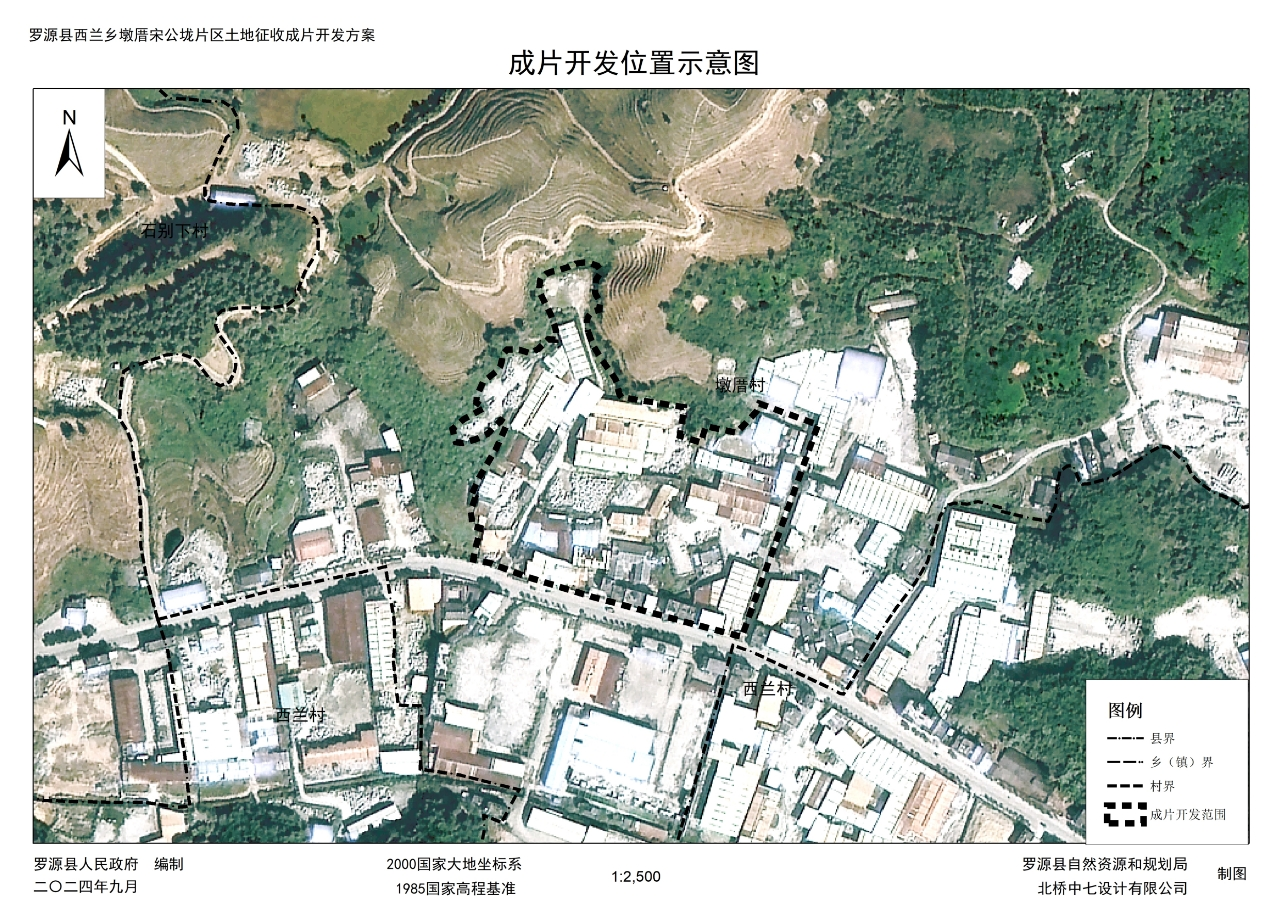 罗源县西兰乡墩厝宋公垅片区土地征收成片开发方案
成片开发位置示意图
N
石别下村
墩厝村
西兰村
西兰村
图例
县界
乡（镇）界
村界
成片开发范围
罗源县人民政府 编制
二〇二四年九月
2000国家大地坐标系
1985国家高程基准
1:2,500
罗源县自然资源和规划局
北桥中七设计有限公司
制图